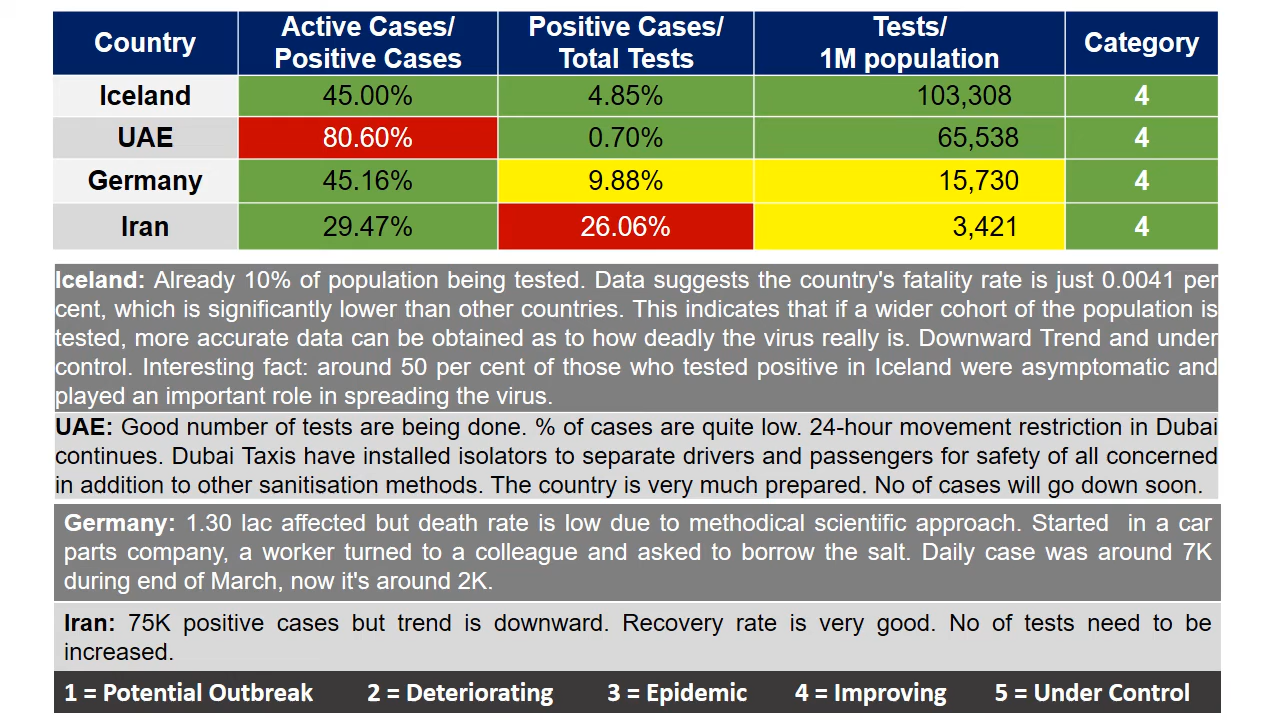 Country Active Cases/ Positive Cases Positive Cases/ Total Tests Tests/ 1M population Category
Iceland 45.00% 4.85% 103,308 4
UAE 80.60% 0.70% 65,538 4
Germany 45.16% 9.88% 15,730 4
Iran 29.47% 26.06% 3,421 4
Iceland: Already 10% of population being tested. Data suggests the country's fatality rate is just 0.0041 per
cent, which is significantly lower than other countries. This indicates that if a wider cohort of the population is
tested, more accurate data can be obtained as to how deadly the virus really is. Downward Trend and under
control. Interesting fact: around 50 per cent of those who tested positive in Iceland were asymptomatic and
played an important role in spreading the virus.
UAE: Good number of tests are being done. % of cases are quite low. 24-hour movement restriction in Dubai
continues. Dubai Taxis have installed isolators to separate drivers and passengers for safety of all concerned
in addition to other sanitisation methods. The country is very much prepared. No of cases will go down soon.
Germany: 1.30 lac affected but death rate is low due to methodical scientific approach. Started in a car
parts company, a worker turned to a colleague and asked to borrow the salt. Daily case was around 7K
during end of March, now it's around 2K.
Iran: 75K positive cases but trend is downward. Recovery rate is very good. No of tests need to be
increased.
1 = Potential Outbreak 2 = Deteriorating 3 = Epidemic 4 = Improving 5 = Under Control